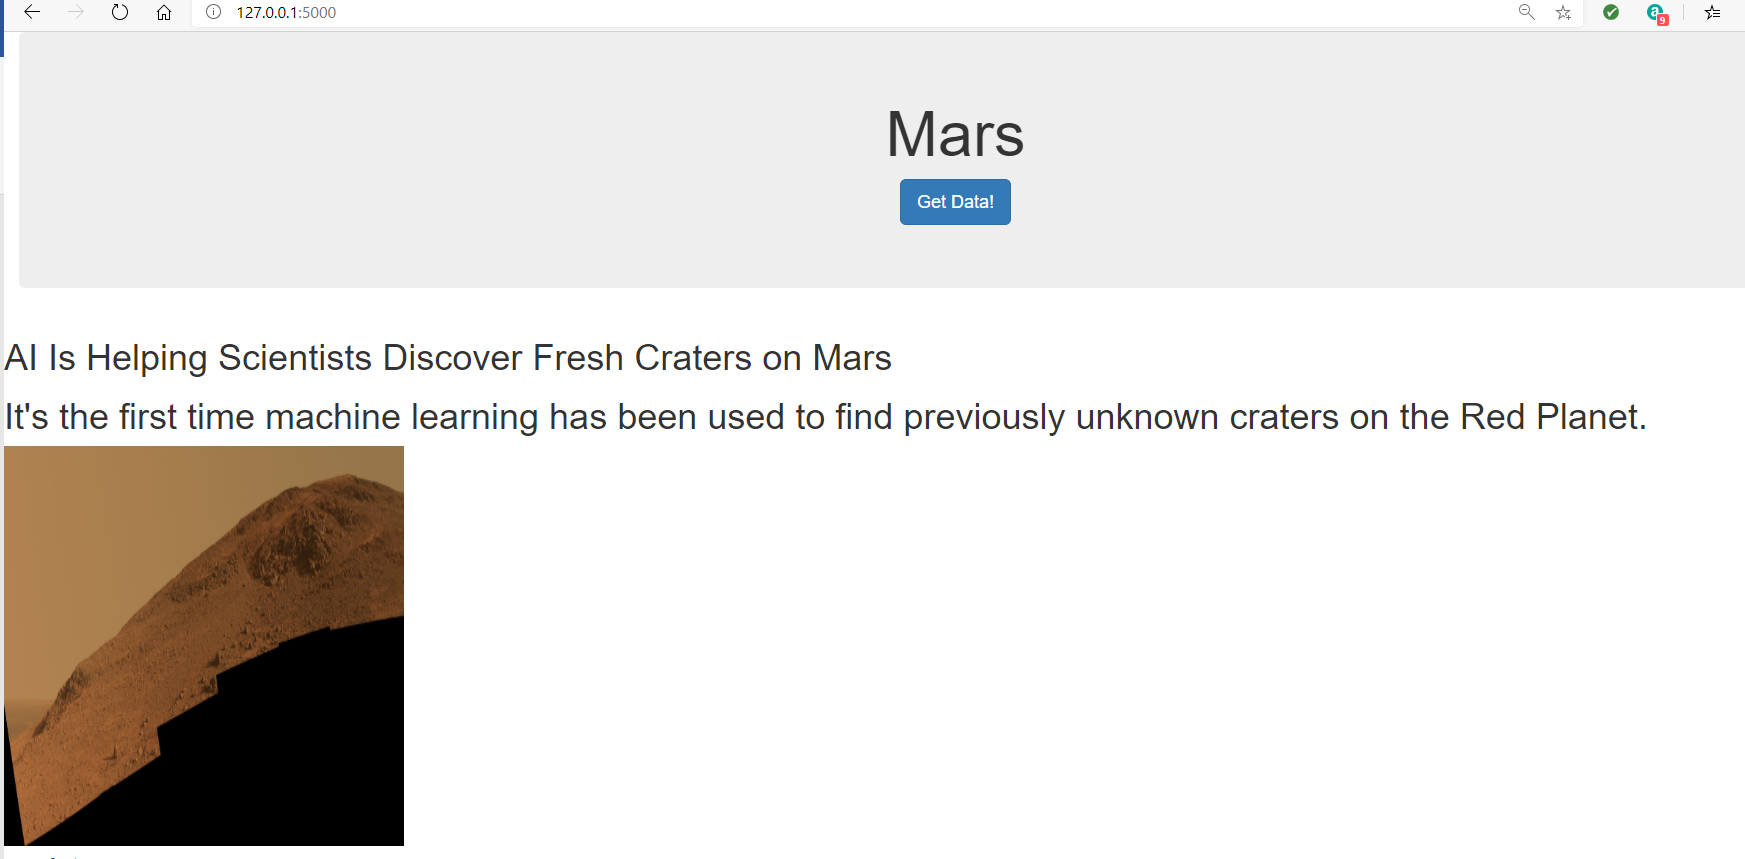 127.0.0.1:5000
9
Mars
Get Data!
AI Is Helping Scientists Discover Fresh Craters on Mars
It's the first time machine learning has been used to find previously unknown craters on the Red Planet.